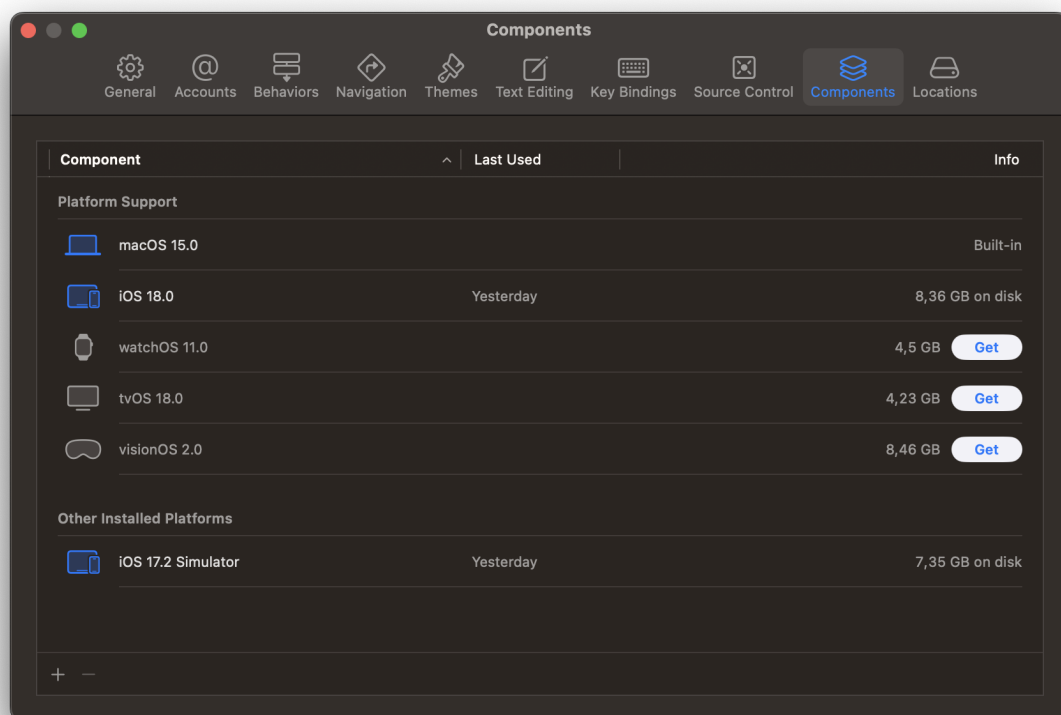 Components
General Accounts Behaviors Navigation Themes Text Editing Key Bindings Source Control Components Locations
Component Last Used Info
Platform Support
macOS 15.0 Built-in
iOS 18.0 Yesterday 8,36 GB on disk
watchOS 11.0 4,5 GB Get
tvOS 18.0 4,23 GB Get
visionOS 2.0 8,46 GB Get
Other Installed Platforms
iOS 17.2 Simulator Yesterday 7,35 GB on disk